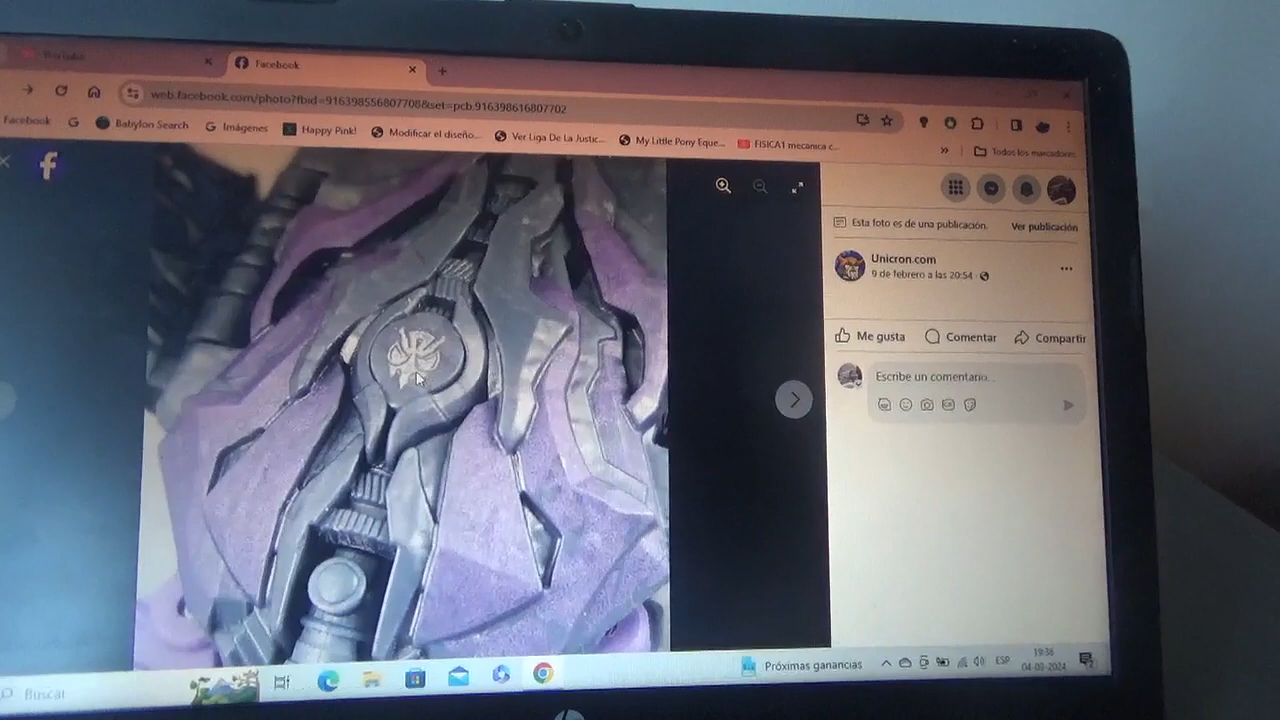 YouTube
Facebook
web.facebook.com/photo?fbid=916398556807708&set=pcb.916398616807702
Facebook
Babylon Search
Imágenes
Happy Pink!
Modificar el diseño...
Ver Liga De La Justic...
My Little Pony Eque...
FISICA1 mecanica c...
Todos los marcadores
Esta foto es de una publicación.
Ver publicación
Unicron.com
9 de febrero a las 20:54
Me gusta
Comentar
Compartir
Escribe un comentario...
Buscar
Próximas ganancias
ESP
19:36
04-08-2024